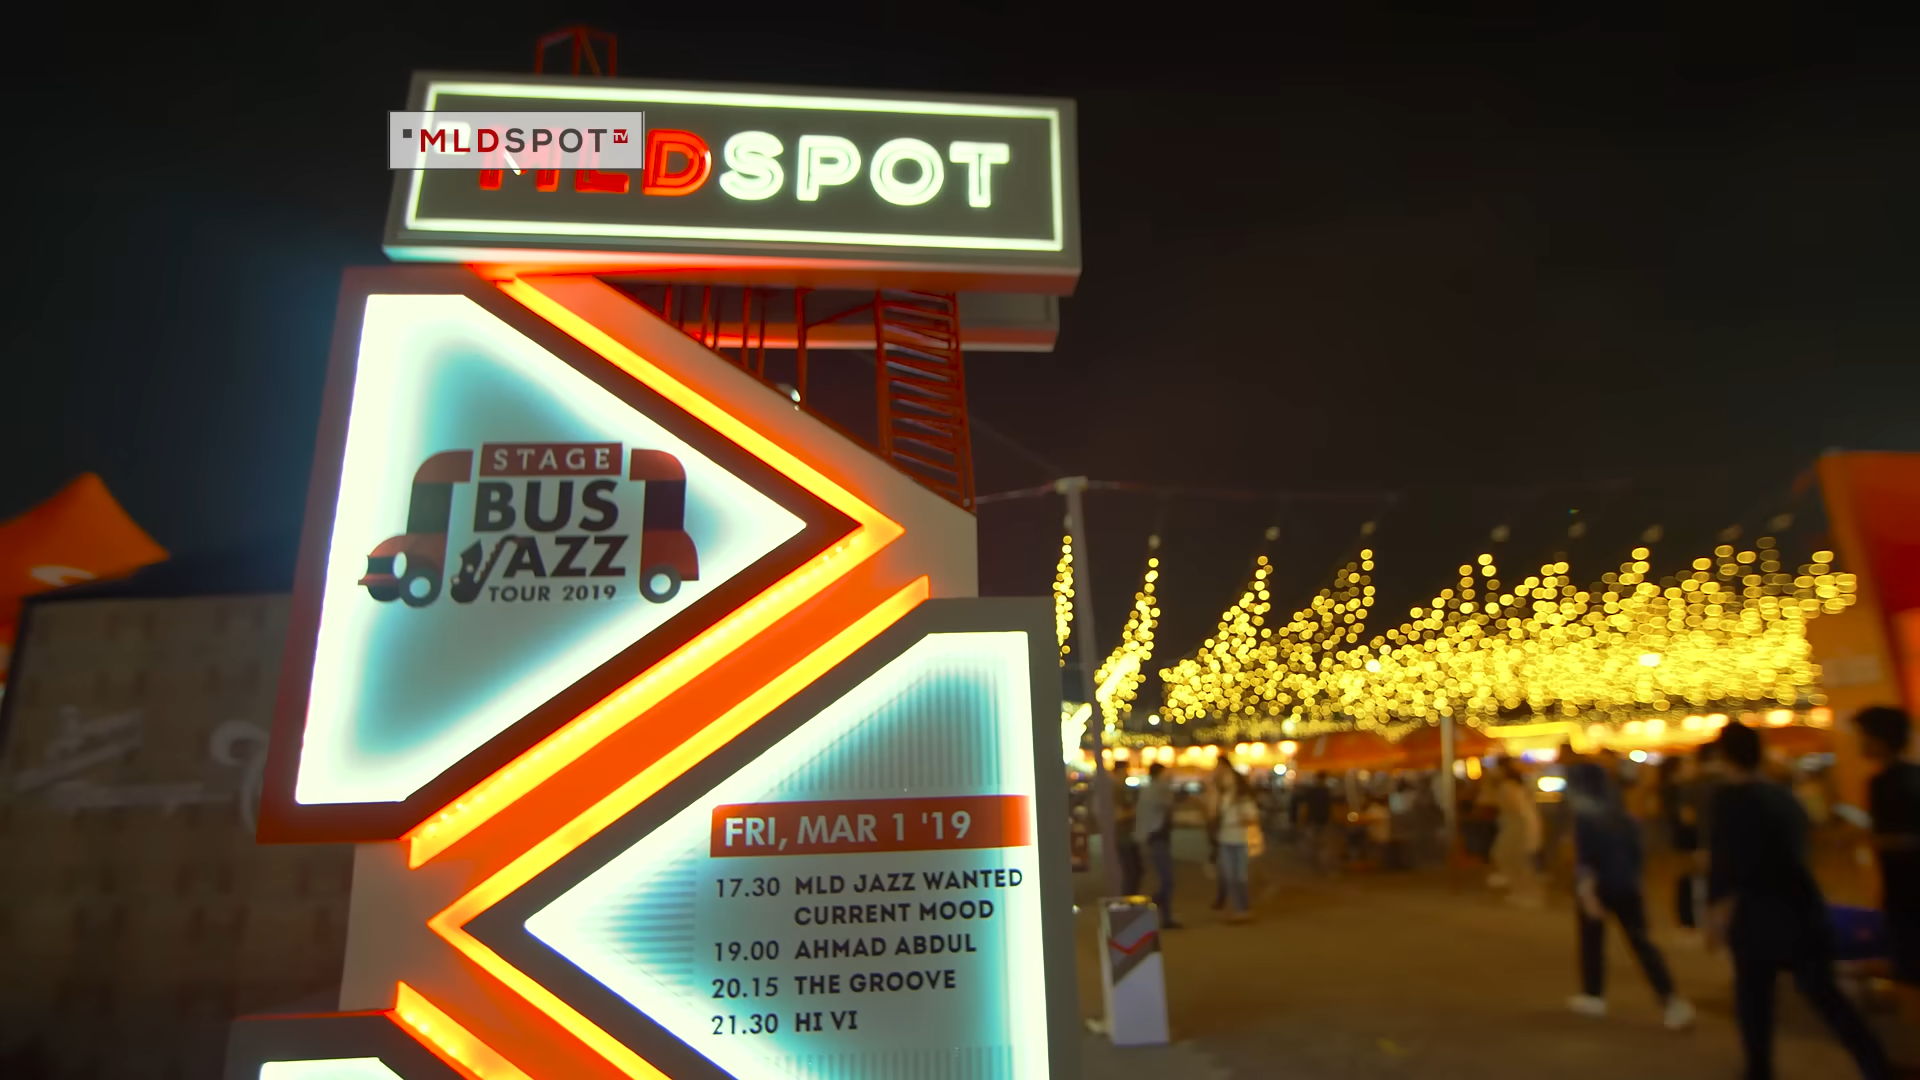 MLDSPOT TV
MLDSPOT
STAGE
BUS
JAZZ
TOUR 2019
FRI, MAR 1 '19
17.30 MLD JAZZ WANTED
CURRENT MOOD
19.00 AHMAD ABDUL
20.15 THE GROOVE
21.30 HI VI